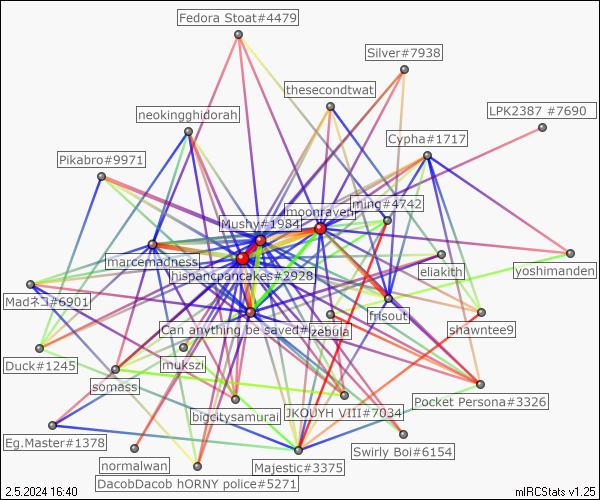 Fedora Stoat#4479
Silver#7938
thesecondtwat
LPK2387 #7690
neokingghidorah
Cypha#1717
Pikabro#9971
ming#4742
moonraven
Mushy#1984
marcemadness
eliakith
yoshimanden
hispancpancakes#2928
Madネコ#6901
frisout
Can anything be saved#
zebula
shawntee9
Duck#1245
mukszi
somass
Pocket Persona#3326
bigcitysamurai
JKOUYH VIII#7034
Eg.Master#1378
Swirly Boi#6154
normalwan
Majestic#3375
DacobDacob hORNY police#5271
2.5.2024 16:40
mIRCStats v1.25